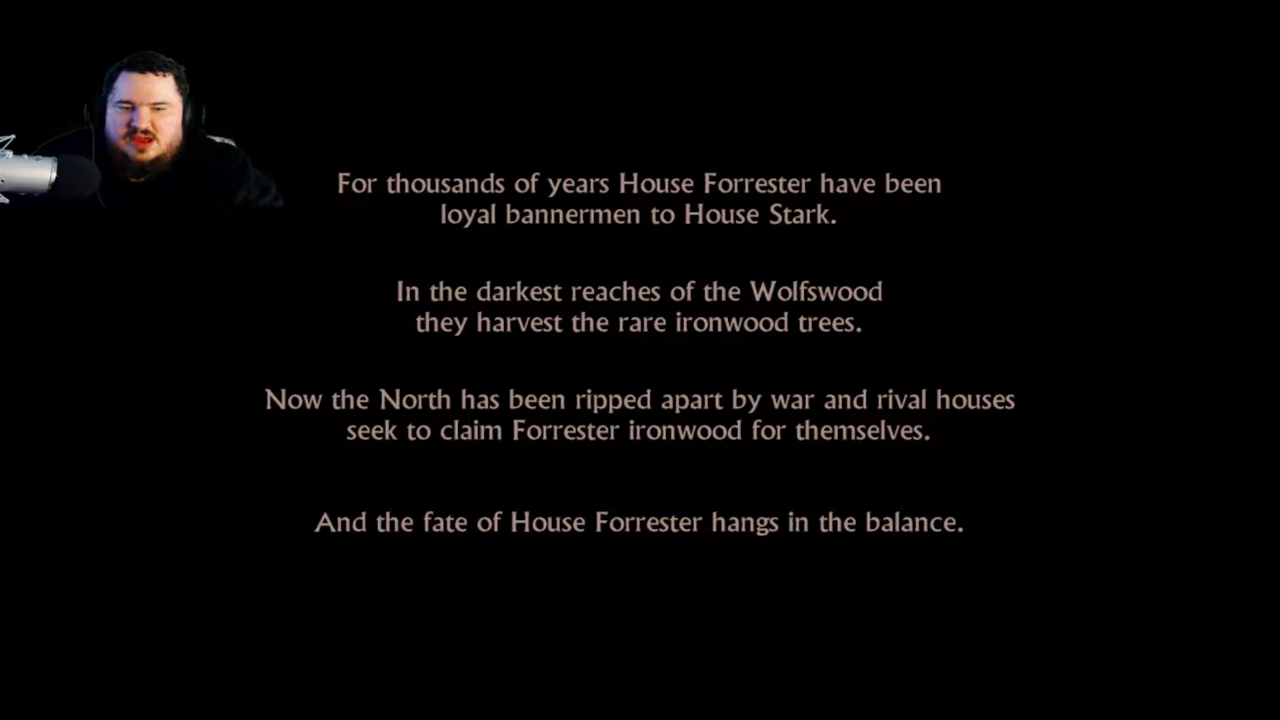 For thousands of years House Forrester have been
loyal bannermen to House Stark.
In the darkest reaches of the Wolfswood
they harvest the rare ironwood trees.
Now the North has been ripped apart by war and rival houses
seek to claim Forrester ironwood for themselves.
And the fate of House Forrester hangs in the balance.